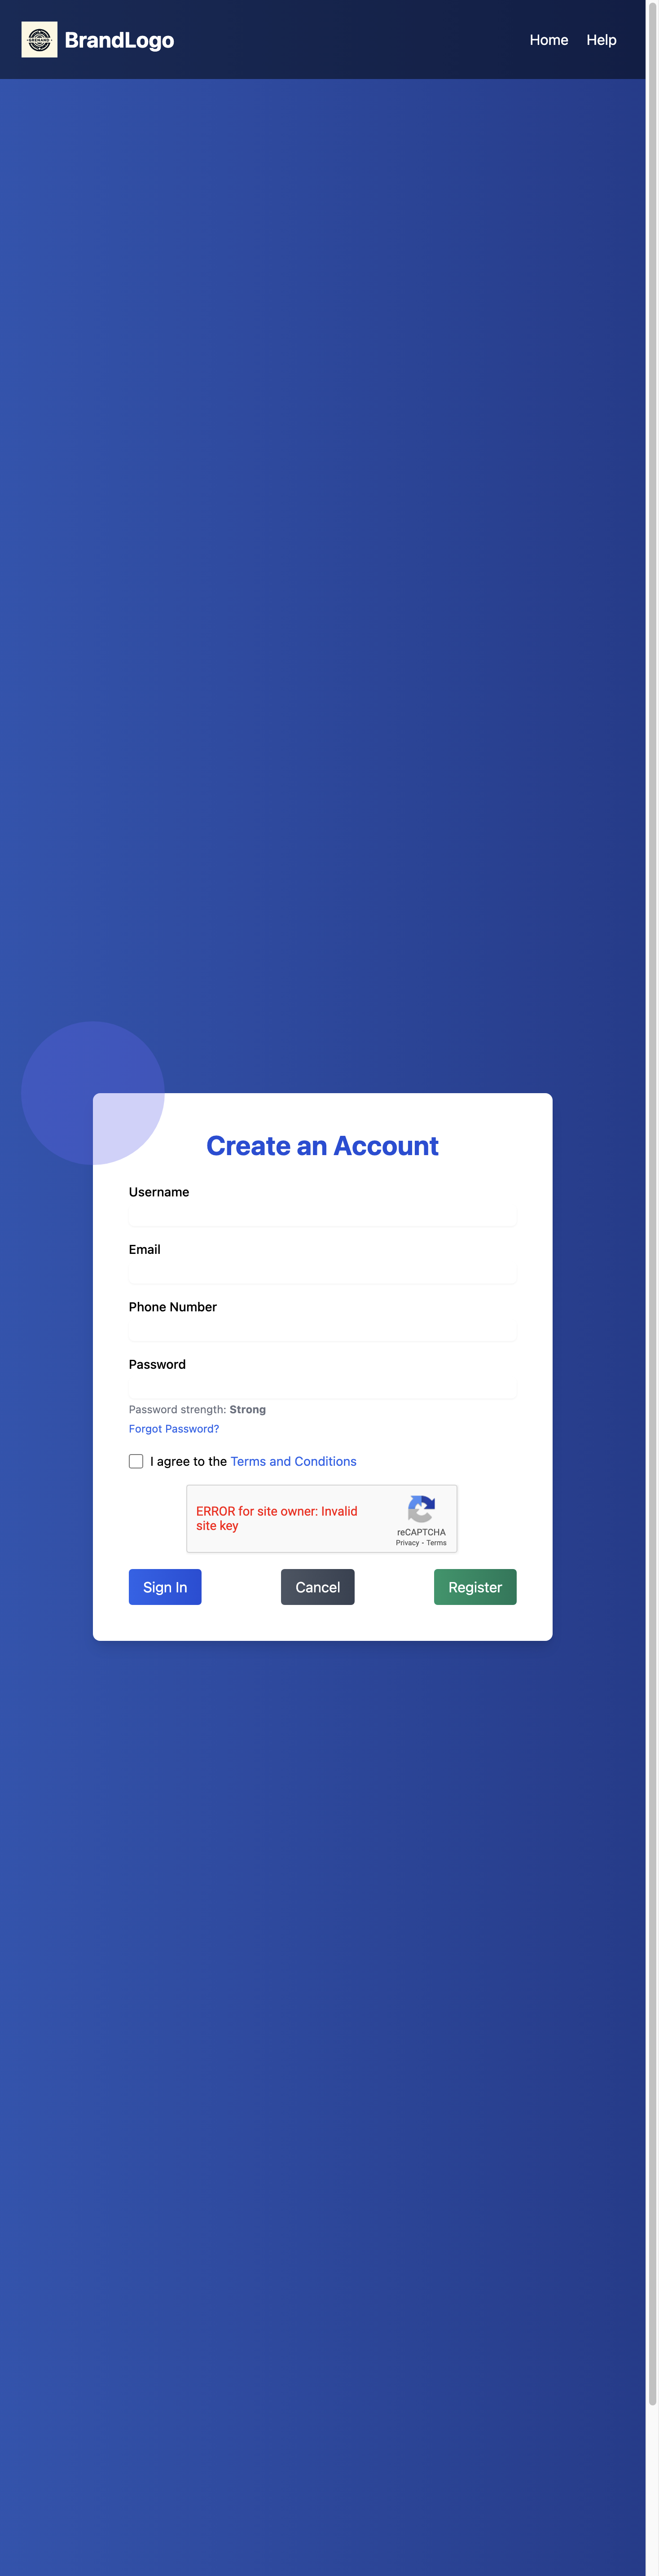 GREHAND
BrandLogo
Home
Help
Create an Account
Username
Email
Phone Number
Password
Password strength: Strong
Forgot Password?
I agree to the Terms and Conditions
ERROR for site owner: Invalid
site key
reCAPTCHA
Privacy - Terms
Sign In
Cancel
Register